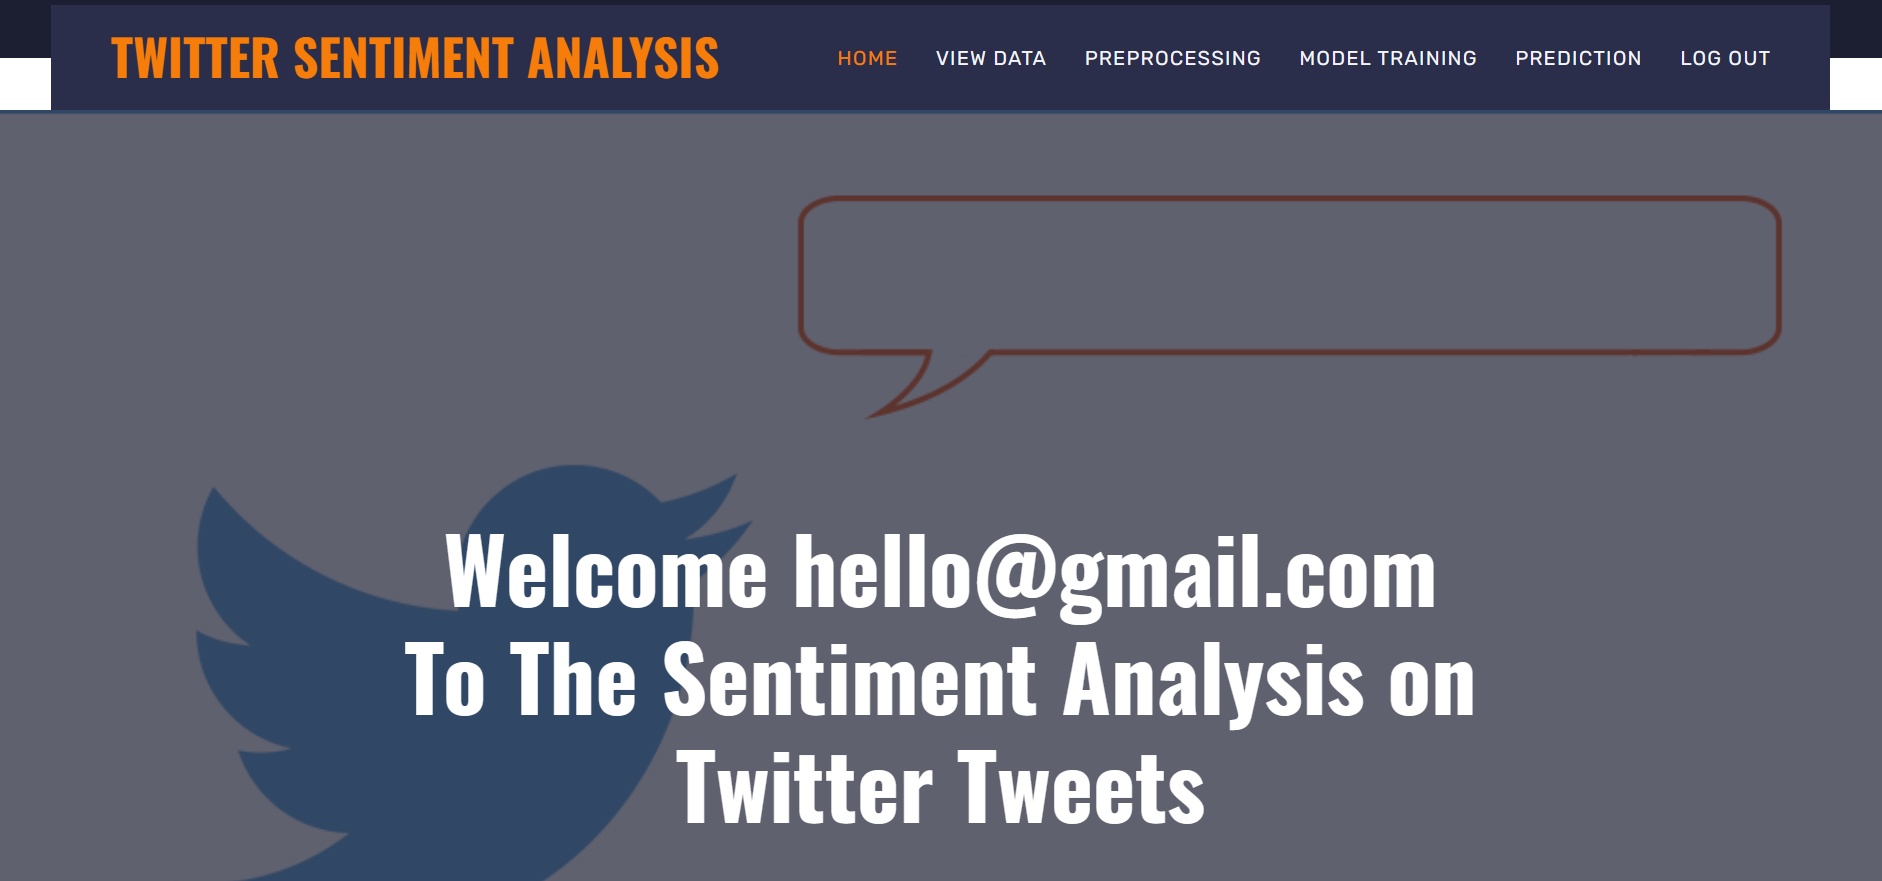 TWITTER SENTIMENT ANALYSIS
HOME VIEW DATA PREPROCESSING MODEL TRAINING PREDICTION LOG OUT
Welcome hello@gmail.com
To The Sentiment Analysis on
Twitter Tweets